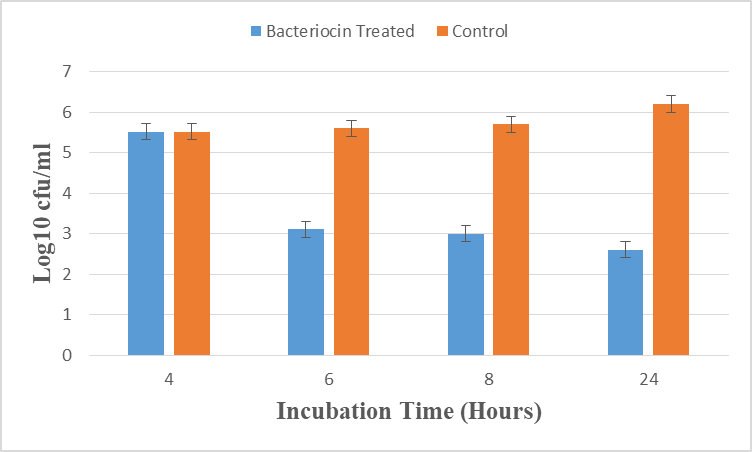 Bacteriocin Treated Control
7
6
5
4
3
2
1
0
Log10 cfu/ml
4 6 8 24
Incubation Time (Hours)